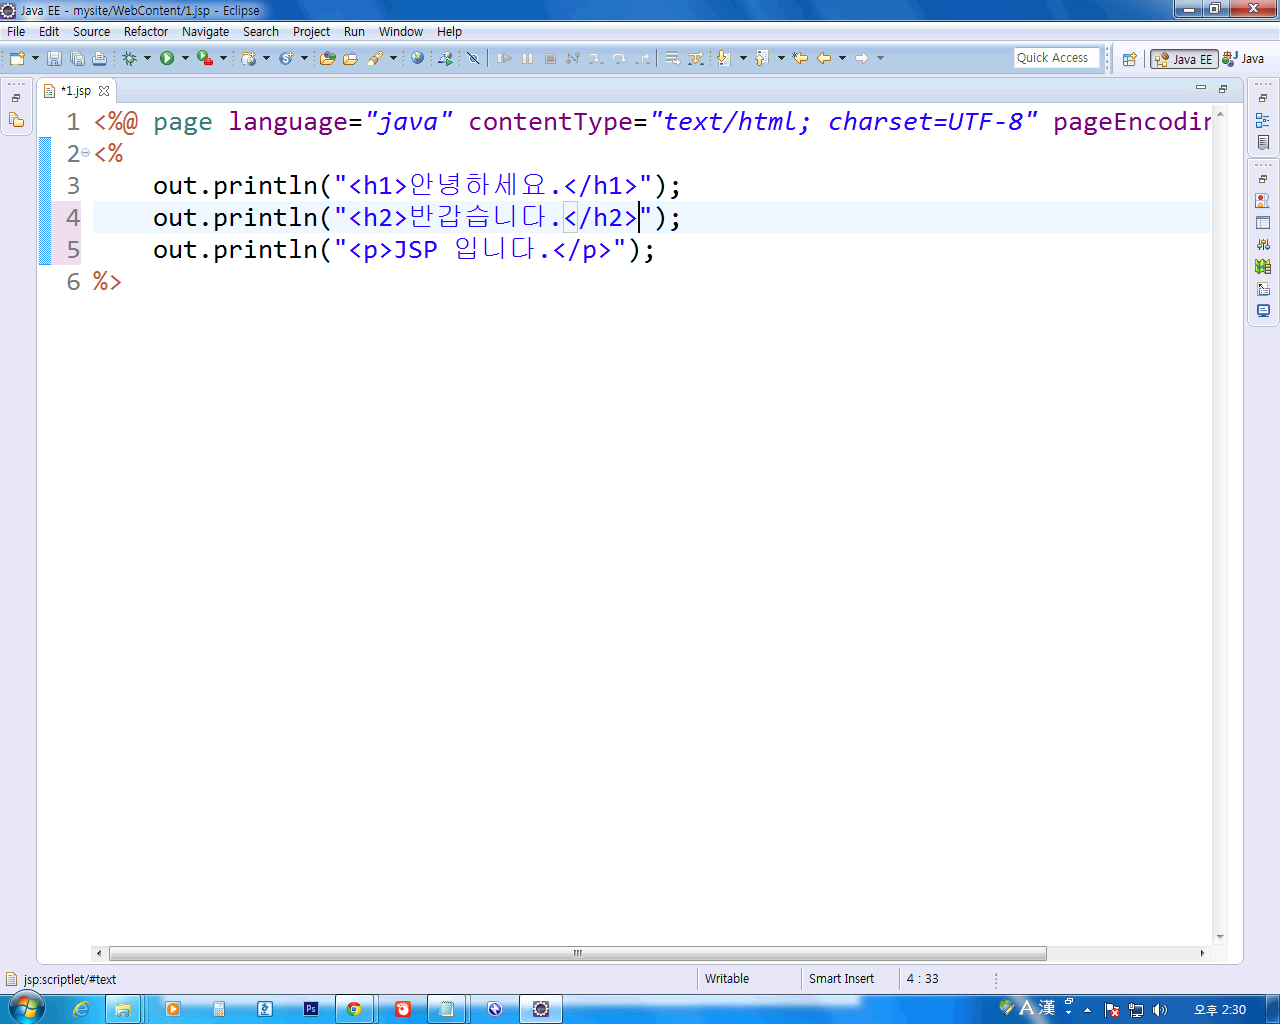 Java EE - mysite/WebContent/1.jsp - Eclipse
File Edit Source Refactor Navigate Search Project Run Window Help
Quick Access Java EE Java
*1.jsp
1 <%@ page language="java" contentType="text/html; charset=UTF-8" pageEncodin
2 <%
3 out.println("<h1>안녕하세요.</h1>");
4 out.println("<h2>반갑습니다.</h2>");
5 out.println("<p>JSP 입니다.</p>");
6 %>
jsp:scriptlet/#text Writable Smart Insert 4 : 33
Ps A 漢 오후 2:30